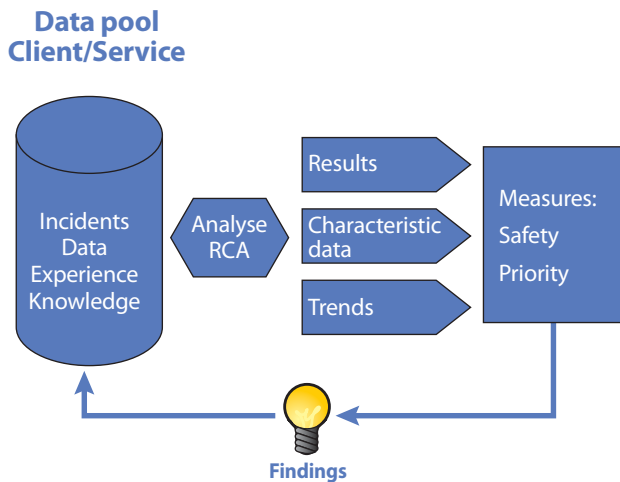 Data pool
Client/Service
Incidents
Data
Experience
Knowledge
Analyse
RCA
Results
Characteristic
data
Trends
Measures:
Safety
Priority
Findings